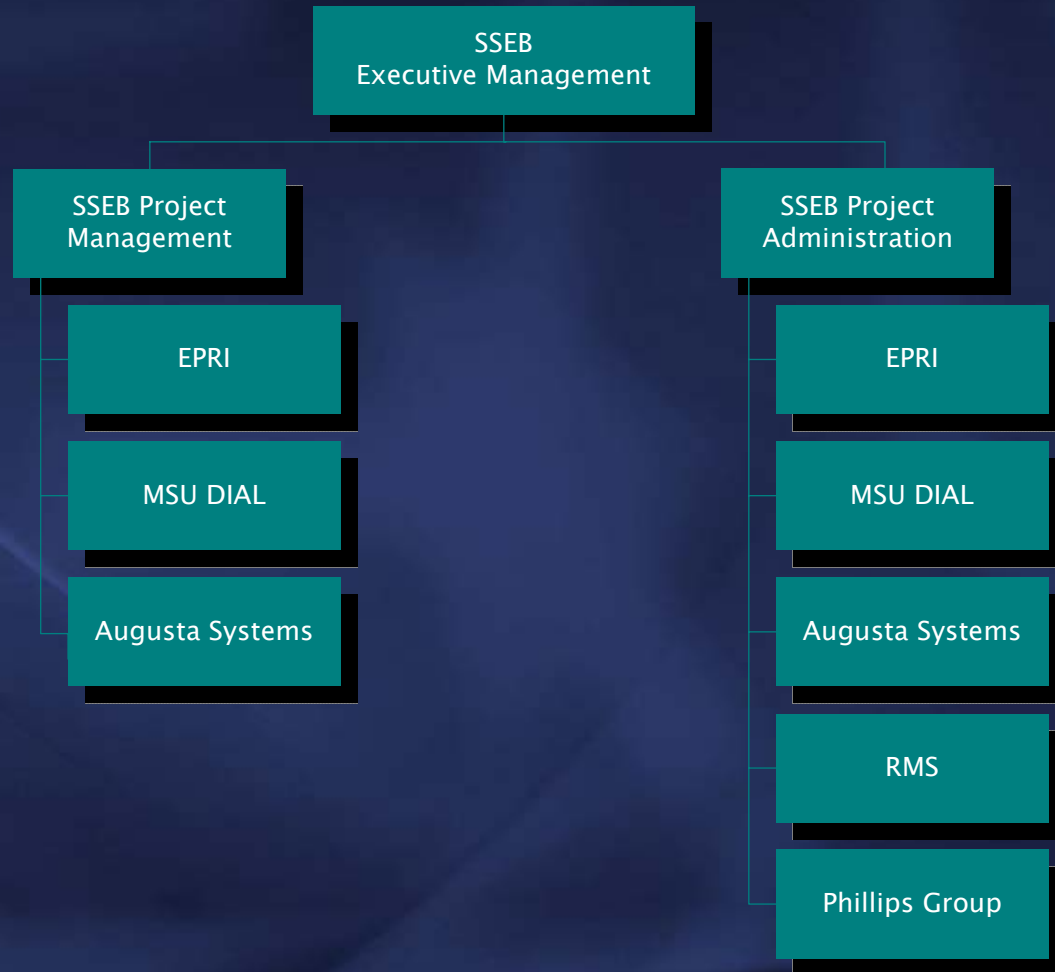 SSEB
Executive Management
SSEB Project
Management
EPRI
MSU DIAL
Augusta Systems
SSEB Project
Administration
EPRI
MSU DIAL
Augusta Systems
RMS
Phillips Group